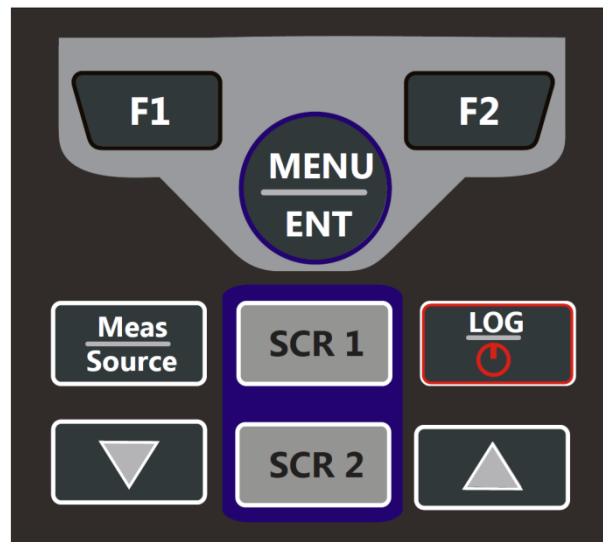 F1
F2
MENU
ENT
Meas
Source
SCR 1
LOG
SCR 2